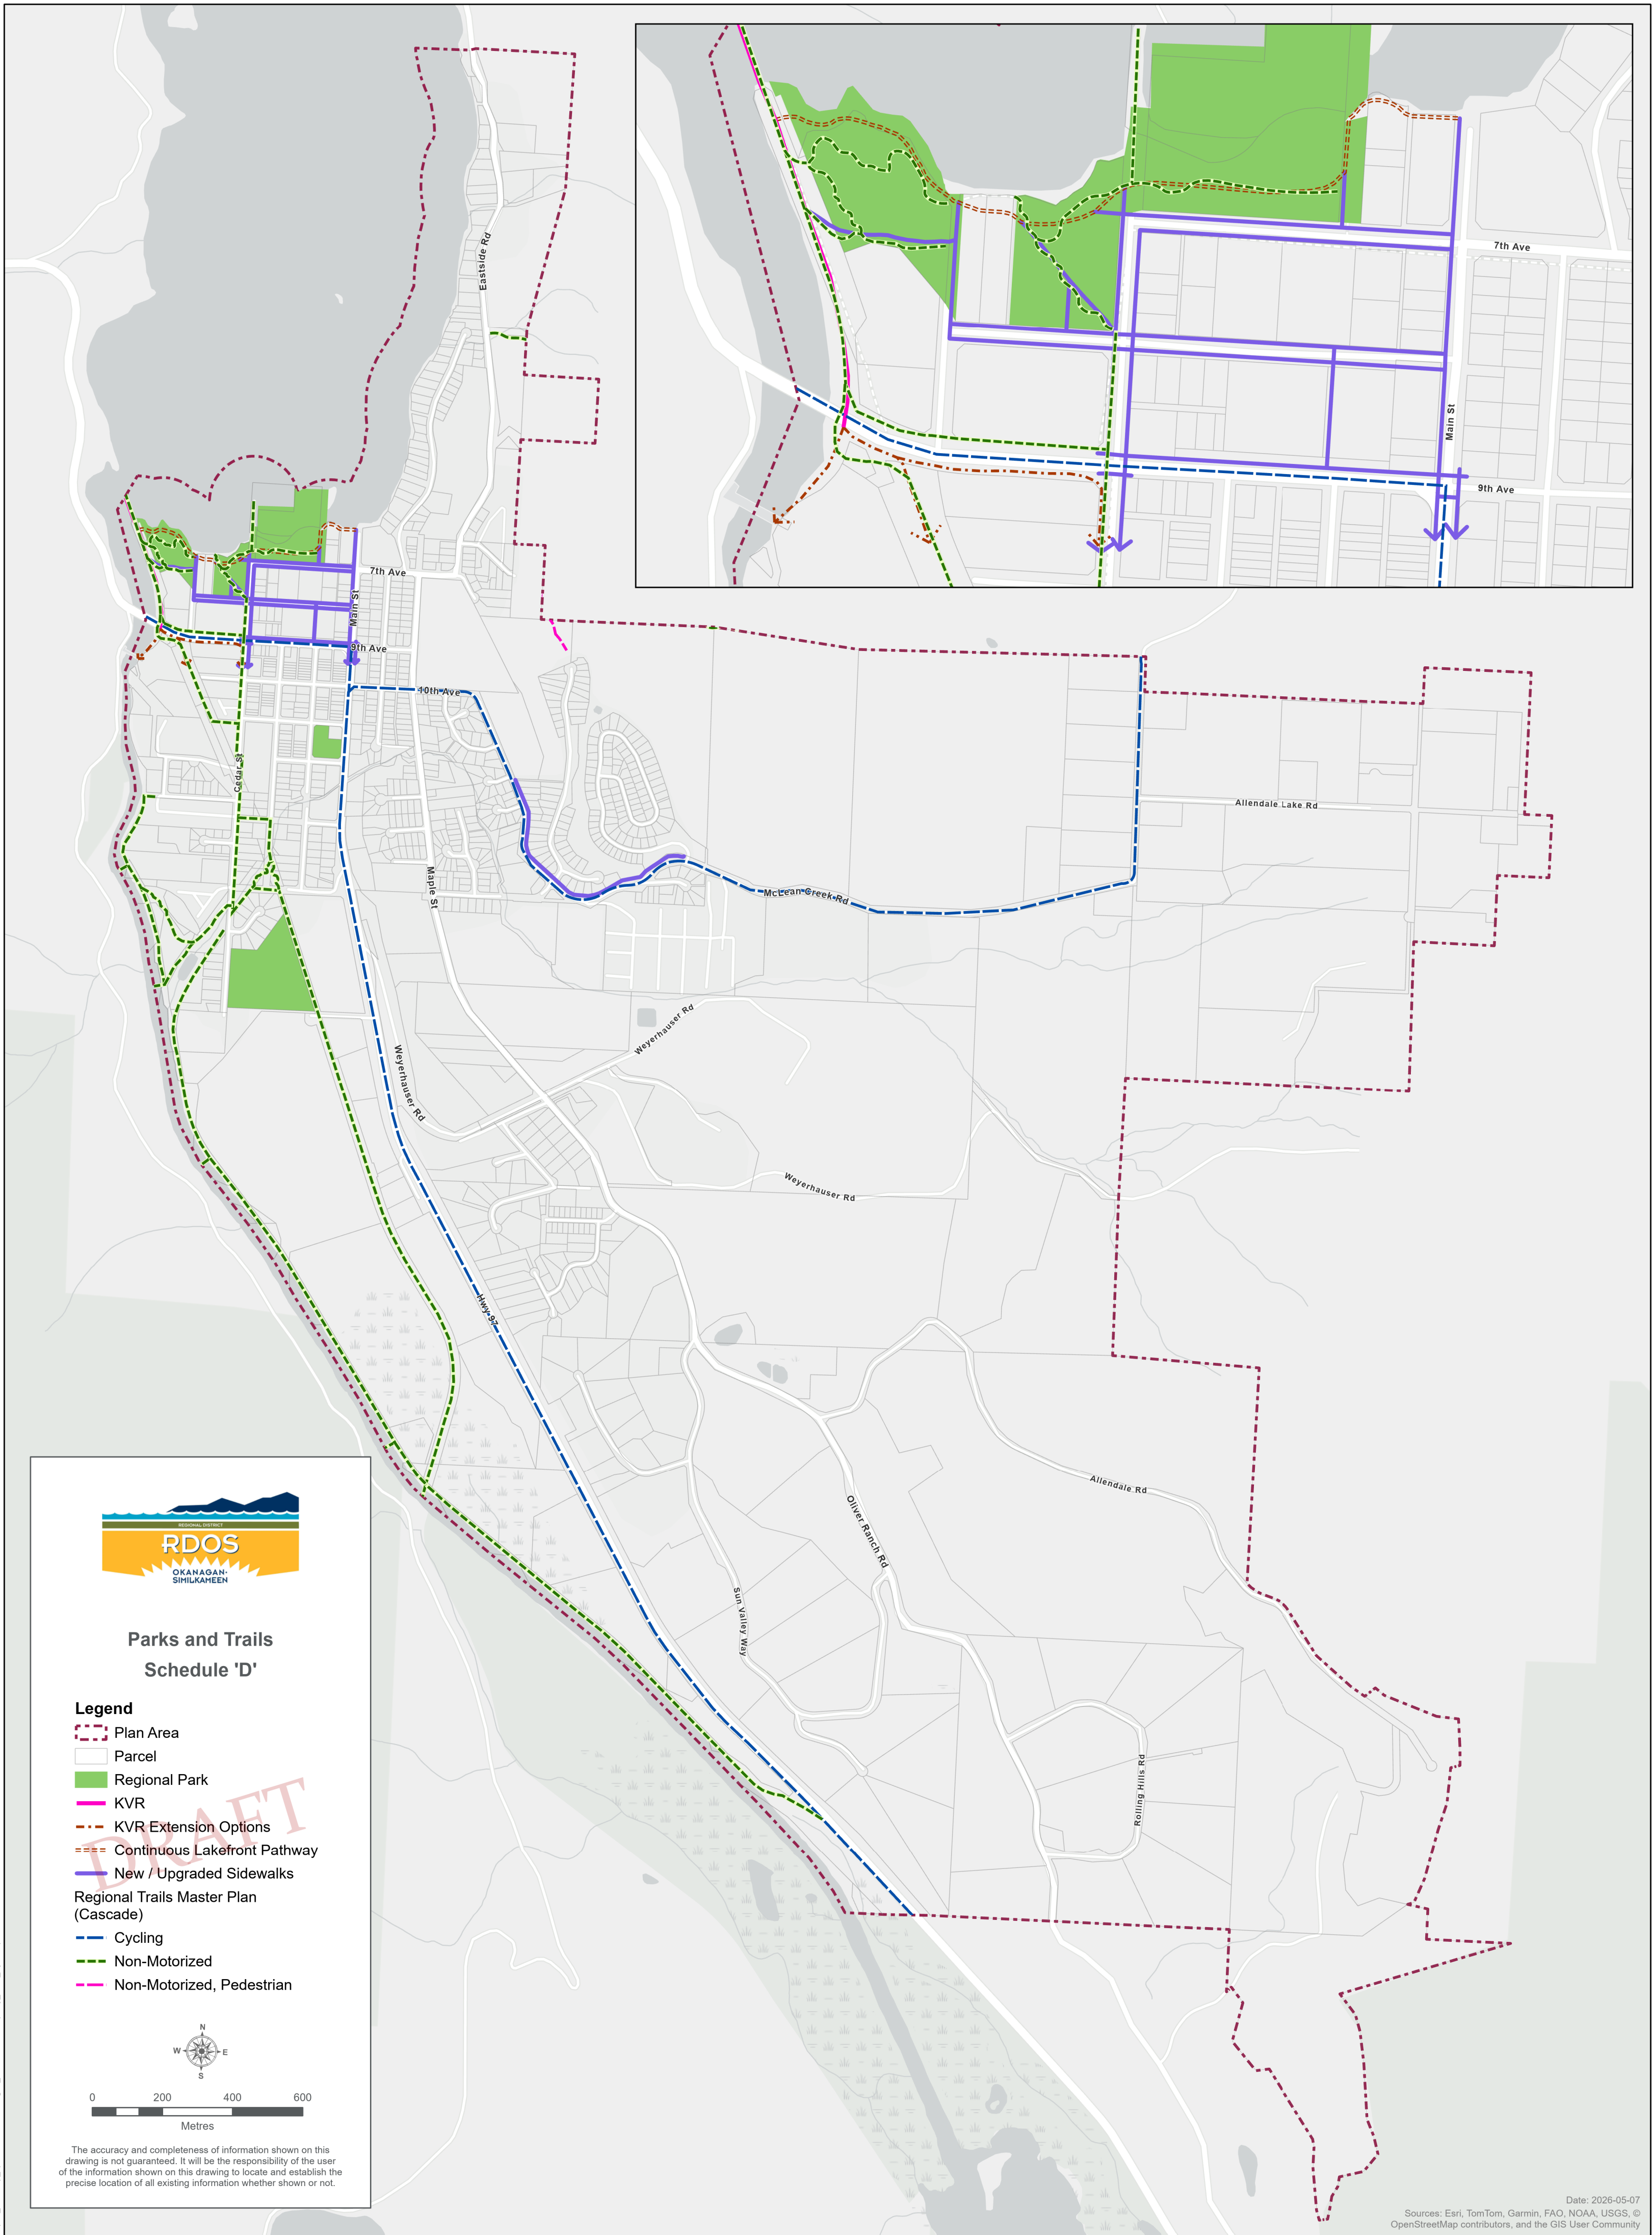 Eastside Rd
7th Ave
Main St
9th Ave
7th Ave
Main St
9th Ave
10th Ave
Cedar St
Maple St
McLean Creek Rd
Allendale Lake Rd
Weyerhauser Rd
Weyerhauser Rd
Weyerhauser Rd
Hwy 97
Allendale Rd
Oliver Ranch Rd
Sun Valley Way
Rolling Hills Rd
REGIONAL DISTRICT
RDOS
OKANAGAN-
SIMILKAMEEN
Parks and Trails
Schedule 'D'
Legend
Plan Area
Parcel
Regional Park
KVR
KVR Extension Options
Continuous Lakefront Pathway
New / Upgraded Sidewalks
DRAFT
Regional Trails Master Plan
(Cascade)
Cycling
Non-Motorized
Non-Motorized, Pedestrian
N
W E
S
0 200 400 600
Metres
The accuracy and completeness of information shown on this
drawing is not guaranteed. It will be the responsibility of the user
of the information shown on this drawing to locate and establish the
precise location of all existing information whether shown or not.
Date: 2026-05-07
Sources: Esri, TomTom, Garmin, FAO, NOAA, USGS, ©
OpenStreetMap contributors, and the GIS User Community